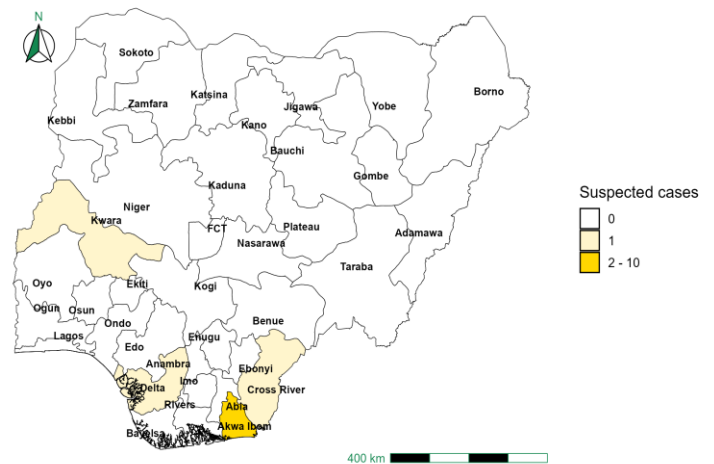 N
Sokoto
Borno
Katsina
Zamfara
Jigawa
Yobe
Kebbi
Kano
Bauchi
Gombe
Kaduna
Niger
Kwara
FCT
Plateau
Adamawa
Nasarawa
Taraba
Oyo
Ekiti
Kogi
Ogun
Osun
Ondo
Benue
Lagos
Enugu
Edo
Anambra
Ebonyi
Imo
Delta
Cross River
Rivers
Abia
Akwa Ibom
Bayelsa
Suspected cases
0
1
2 - 10
400 km